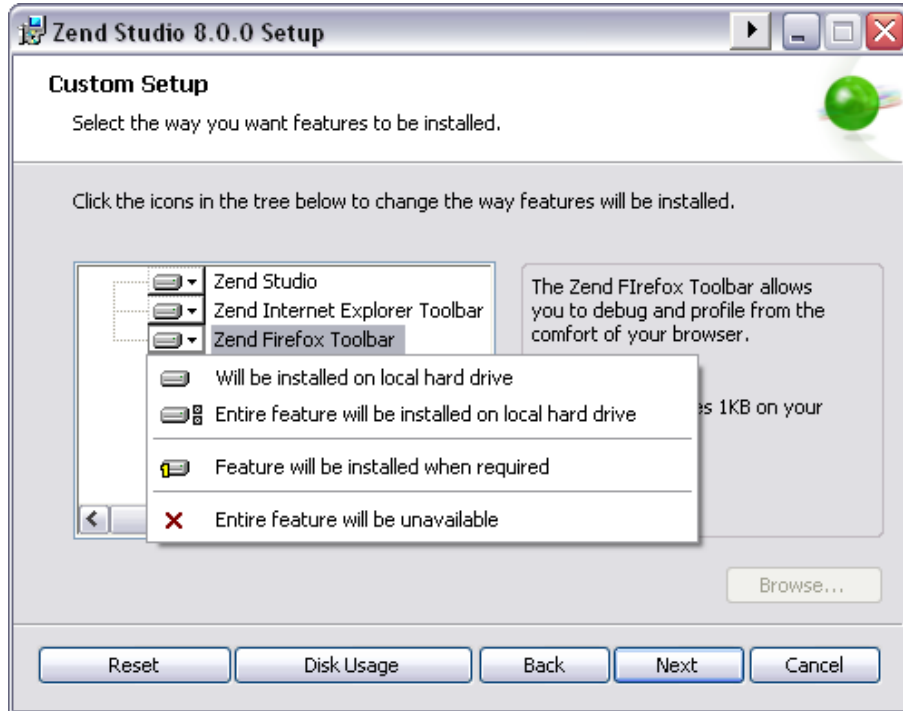 Zend Studio 8.0.0 Setup
Custom Setup
Select the way you want features to be installed.
Click the icons in the tree below to change the way features will be installed.
Zend Studio
Zend Internet Explorer Toolbar
Zend Firefox Toolbar
The Zend FIrefox Toolbar allows
you to debug and profile from the
comfort of your browser.
Will be installed on local hard drive
Entire feature will be installed on local hard drive
Feature will be installed when required
Entire feature will be unavailable
1KB on your
Browse...
Reset
Disk Usage
Back
Next
Cancel